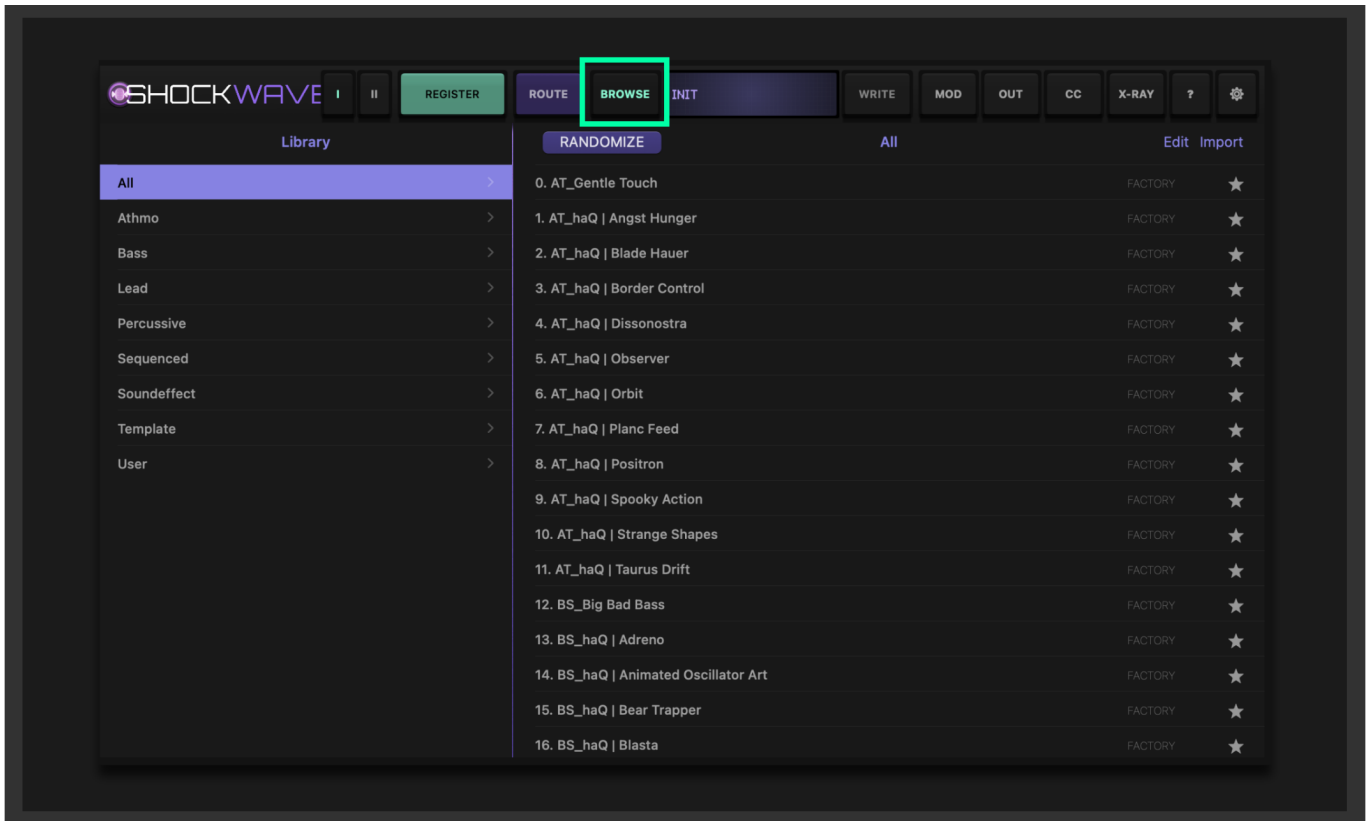 SHOCKWAVE I II REGISTER ROUTE BROWSE INIT WRITE MOD OUT CC X-RAY ?
Library
RANDOMIZE All Edit Import
All
Athmo
Bass
Lead
Percussive
Sequenced
Soundeffect
Template
User
0. AT_Gentle Touch FACTORY
1. AT_haQ | Angst Hunger FACTORY
2. AT_haQ | Blade Hauer FACTORY
3. AT_haQ | Border Control FACTORY
4. AT_haQ | Dissonostra FACTORY
5. AT_haQ | Observer FACTORY
6. AT_haQ | Orbit FACTORY
7. AT_haQ | Planc Feed FACTORY
8. AT_haQ | Positron FACTORY
9. AT_haQ | Spooky Action FACTORY
10. AT_haQ | Strange Shapes FACTORY
11. AT_haQ | Taurus Drift FACTORY
12. BS_Big Bad Bass FACTORY
13. BS_haQ | Adreno FACTORY
14. BS_haQ | Animated Oscillator Art FACTORY
15. BS_haQ | Bear Trapper FACTORY
16. BS_haQ | Blasta FACTORY